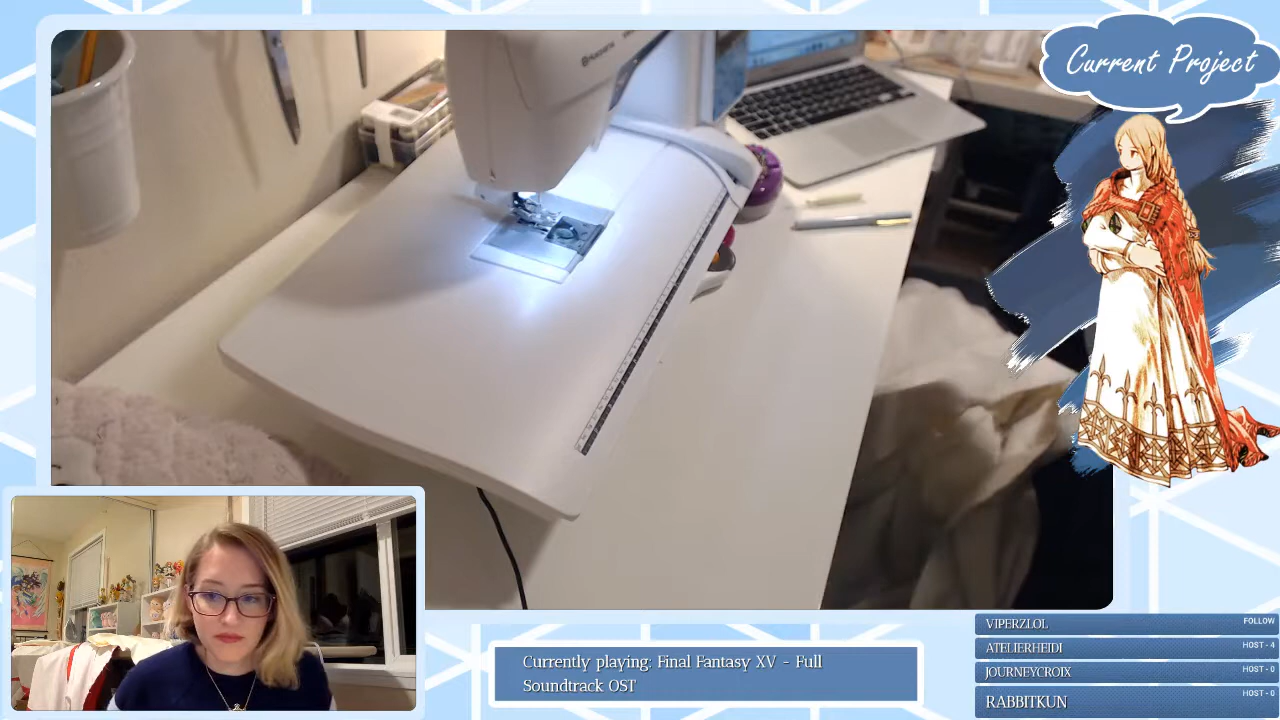 Current Project
Currently playing: Final Fantasy XV - Full
Soundtrack OST
VIPERZLOL FOLLOW
ATELIERHEIDI HOST - 4
JOURNEYCROIX HOST - 0
RABBITKUN HOST - 0